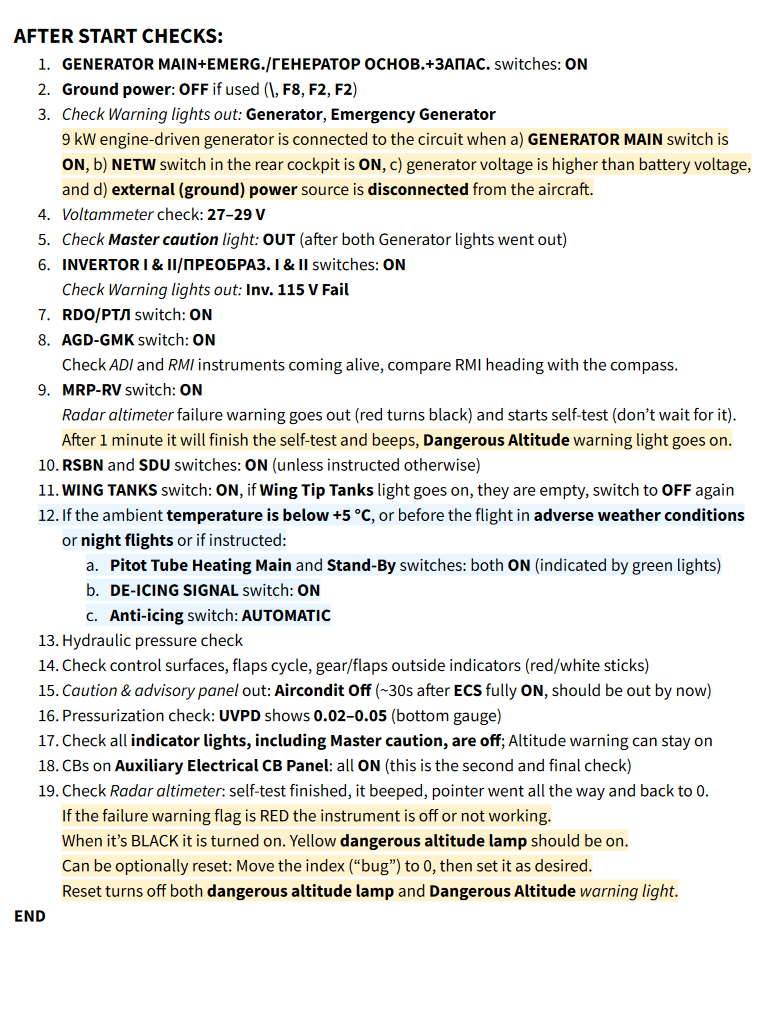 AFTER START CHECKS:
1. GENERATOR MAIN+EMERG./ГЕНЕРАТОР ОСНОВ.+ЗАПАС. switches: ON
2. Ground power: OFF if used (\, F8, F2, F2)
3. Check Warning lights out: Generator, Emergency Generator
9 kW engine-driven generator is connected to the circuit when a) GENERATOR MAIN switch is
ON, b) NETW switch in the rear cockpit is ON, c) generator voltage is higher than battery voltage,
and d) external (ground) power source is disconnected from the aircraft.
4. Voltammeter check: 27–29 V
5. Check Master caution light: OUT (after both Generator lights went out)
6. INVERTOR I & II/ПРЕОБРАЗ. I & II switches: ON
Check Warning lights out: Inv. 115 V Fail
7. RDO/РТЛ switch: ON
8. AGD-GMK switch: ON
Check ADI and RMI instruments coming alive, compare RMI heading with the compass.
9. MRP-RV switch: ON
Radar altimeter failure warning goes out (red turns black) and starts self-test (don’t wait for it).
After 1 minute it will finish the self-test and beeps, Dangerous Altitude warning light goes on.
10. RSBN and SDU switches: ON (unless instructed otherwise)
11. WING TANKS switch: ON, if Wing Tip Tanks light goes on, they are empty, switch to OFF again
12. If the ambient temperature is below +5 °C, or before the flight in adverse weather conditions
or night flights or if instructed:
a. Pitot Tube Heating Main and Stand-By switches: both ON (indicated by green lights)
b. DE-ICING SIGNAL switch: ON
c. Anti-icing switch: AUTOMATIC
13. Hydraulic pressure check
14. Check control surfaces, flaps cycle, gear/flaps outside indicators (red/white sticks)
15. Caution & advisory panel out: Aircondit Off (~30s after ECS fully ON, should be out by now)
16. Pressurization check: UVPD shows 0.02–0.05 (bottom gauge)
17. Check all indicator lights, including Master caution, are off; Altitude warning can stay on
18. CBs on Auxiliary Electrical CB Panel: all ON (this is the second and final check)
19. Check Radar altimeter: self-test finished, it beeped, pointer went all the way and back to 0.
If the failure warning flag is RED the instrument is off or not working.
When it’s BLACK it is turned on. Yellow dangerous altitude lamp should be on.
Can be optionally reset: Move the index (“bug”) to 0, then set it as desired.
Reset turns off both dangerous altitude lamp and Dangerous Altitude warning light.
END